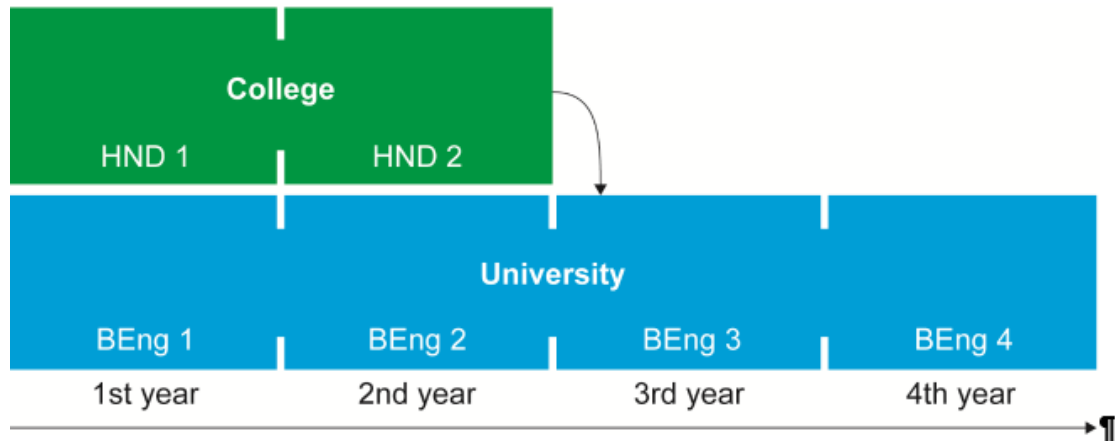 College
HND 1 HND 2
University
BEng 1 BEng 2 BEng 3 BEng 4
1st year 2nd year 3rd year 4th year
¶